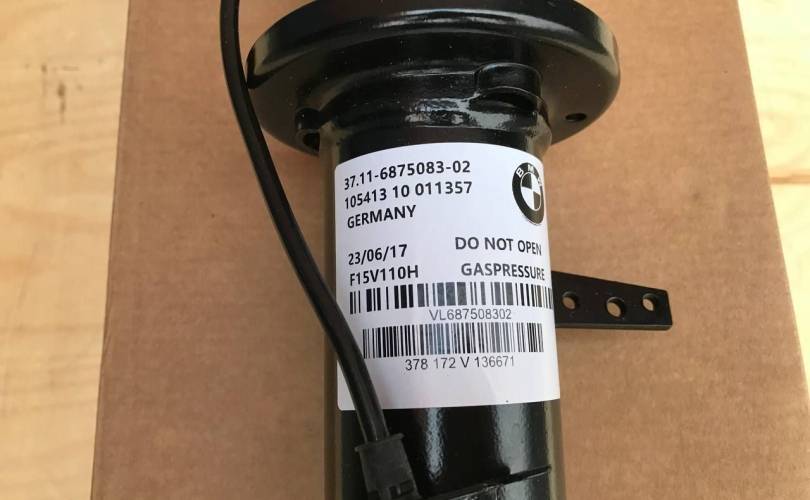 37.11-6875083-02
105413 10 011357
GERMANY
BMW
23/06/17 DO NOT OPEN
F15V110H GASPRESSURE
VL687508302
378 172 V 136671